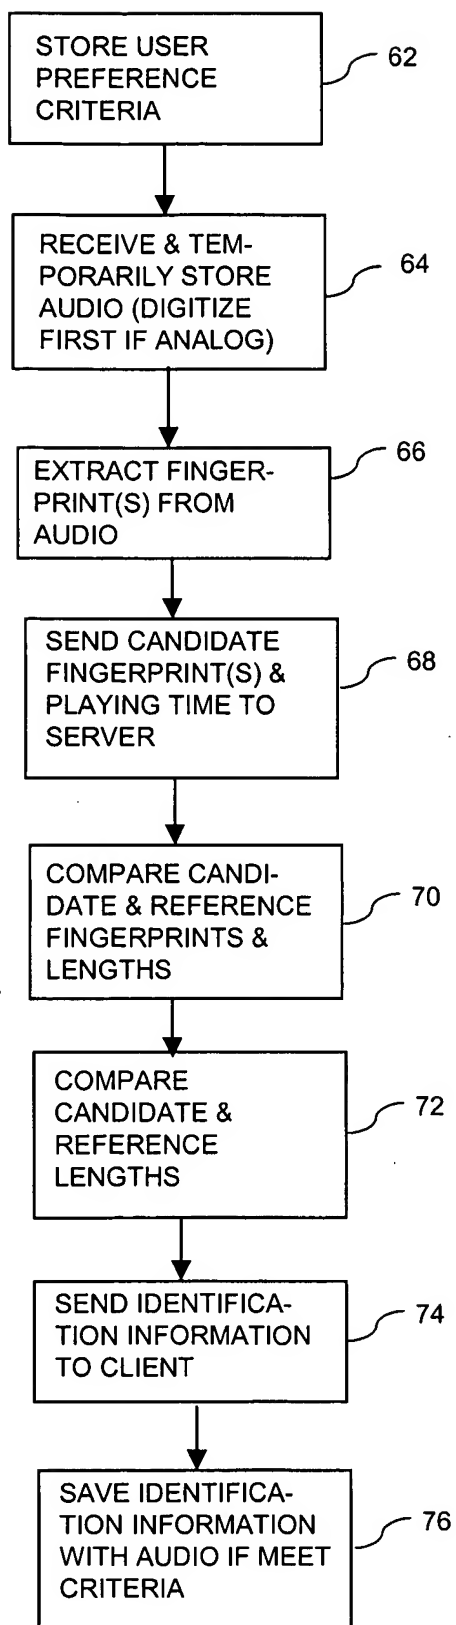 STORE USER
PREFERENCE
CRITERIA
62
RECEIVE & TEM-
PORARILY STORE
AUDIO (DIGITIZE
FIRST IF ANALOG)
64
EXTRACT FINGER-
PRINT(S) FROM
AUDIO
66
SEND CANDIDATE
FINGERPRINT(S) &
PLAYING TIME TO
SERVER
68
COMPARE CANDI-
DATE & REFERENCE
FINGERPRINTS &
LENGTHS
70
COMPARE
CANDIDATE &
REFERENCE
LENGTHS
72
SEND IDENTIFICA-
TION INFORMATION
TO CLIENT
74
SAVE IDENTIFICA-
TION INFORMATION
WITH AUDIO IF MEET
CRITERIA
76